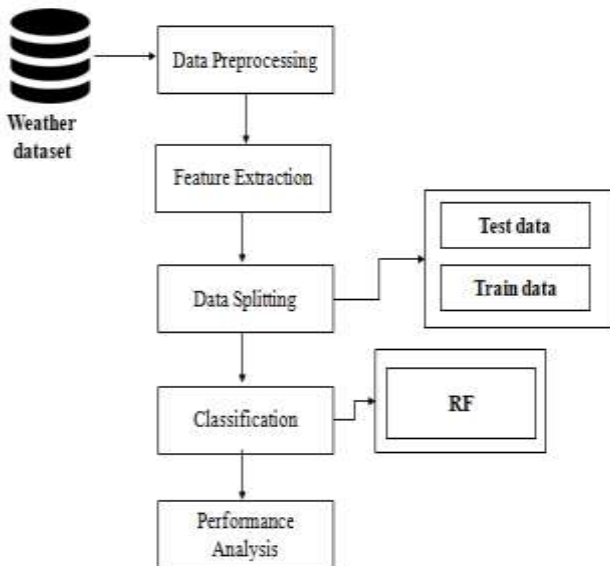 Data Preprocessing
Weather
dataset
Feature Extraction
Test data
Train data
Data Splitting
RF
Classification
Performance
Analysis